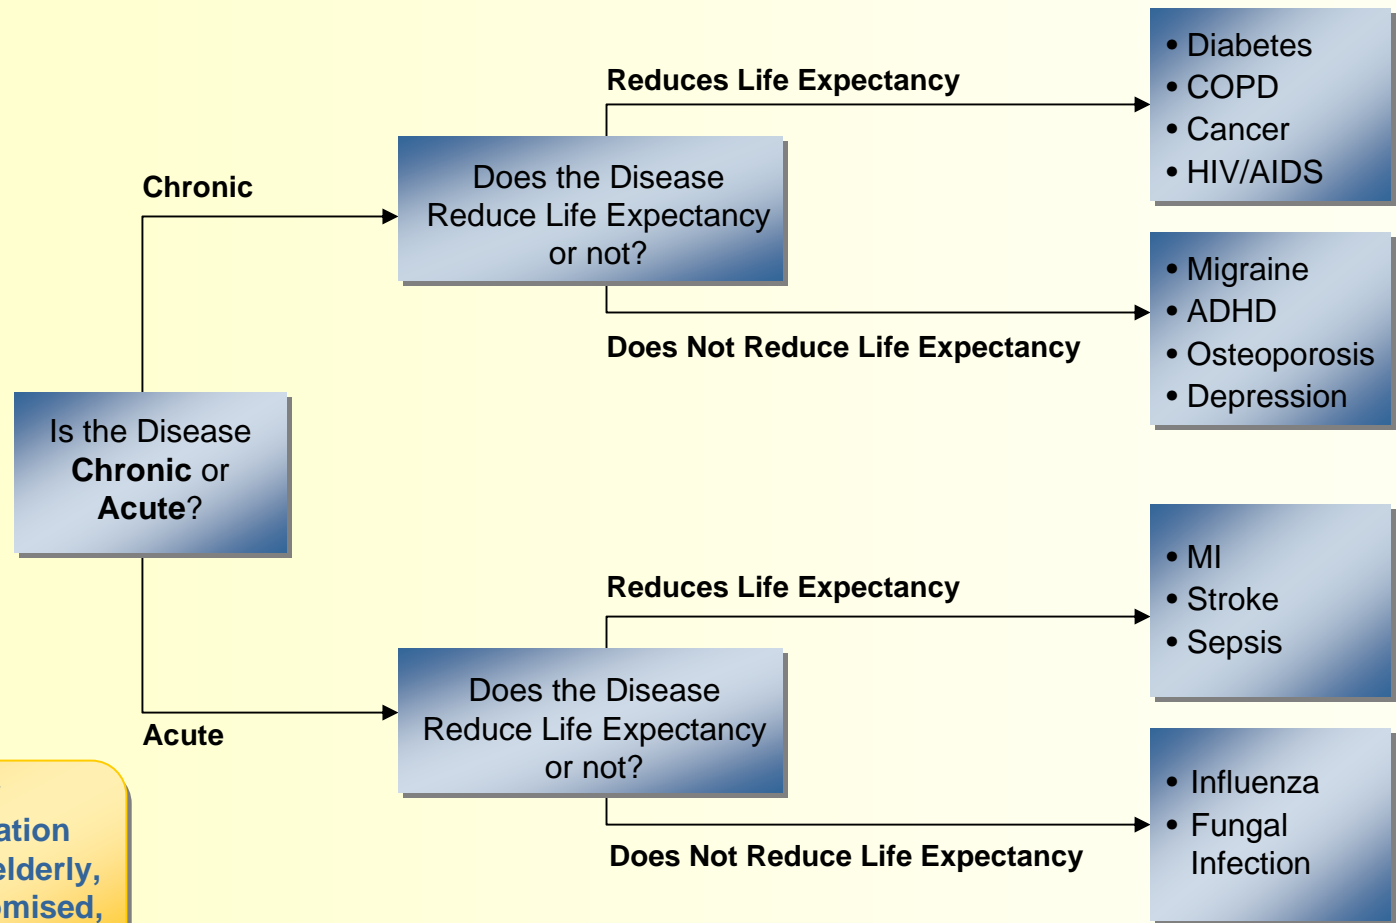 Reduces Life Expectancy
• Diabetes
• COPD
• Cancer
• HIV/AIDS
Chronic
Does the Disease
Reduce Life Expectancy
or not?
• Migraine
• ADHD
• Osteoporosis
• Depression
Does Not Reduce Life Expectancy
Is the Disease
Chronic or
Acute?
Reduces Life Expectancy
• MI
• Stroke
• Sepsis
Acute
Does the Disease
Reduce Life Expectancy
or not?
• Influenza
• Fungal
Infection
Does Not Reduce Life Expectancy
elderly,